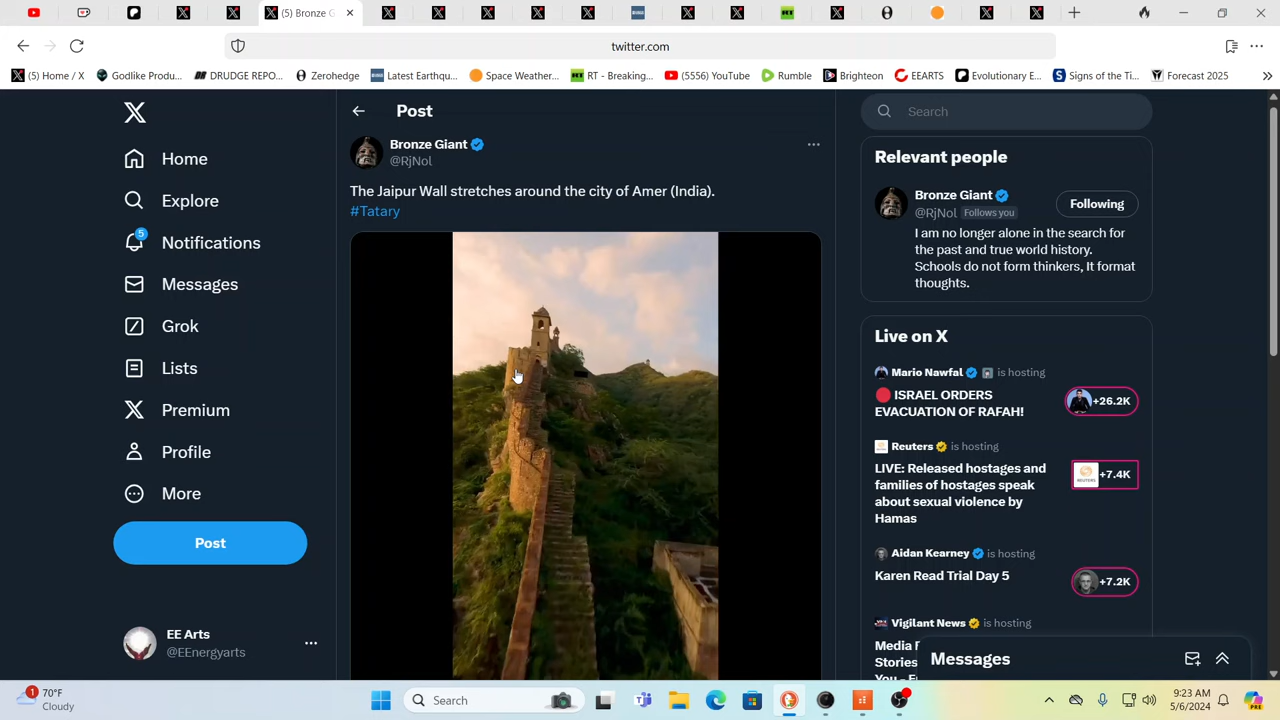 (5) Bronze G
twitter.com
(5) Home / X
Godlike Produ...
DRUDGE REPO...
Zerohedge
Latest Earthqu...
Space Weather...
RT - Breaking...
(5556) YouTube
Rumble
Brighteon
EEARTS
Evolutionary E...
Signs of the Ti...
Forecast 2025
Home
Explore
5
Notifications
Messages
Grok
Lists
Premium
Profile
More
Post
EE Arts
@EEnergyarts
Post
Bronze Giant
@RjNol
The Jaipur Wall stretches around the city of Amer (India).
#Tatary
Search
Relevant people
Bronze Giant
@RjNol Follows you
Following
I am no longer alone in the search for
the past and true world history.
Schools do not form thinkers, It format
thoughts.
Live on X
Mario Nawfal is hosting
ISRAEL ORDERS
EVACUATION OF RAFAH!
+26.2K
Reuters is hosting
LIVE: Released hostages and
families of hostages speak
about sexual violence by
Hamas
REUTERS
+7.4K
Aidan Kearney is hosting
Karen Read Trial Day 5
+7.2K
Vigilant News is hosting
Messages
1
70°F
Cloudy
Search
9:23 AM
5/6/2024
PRE